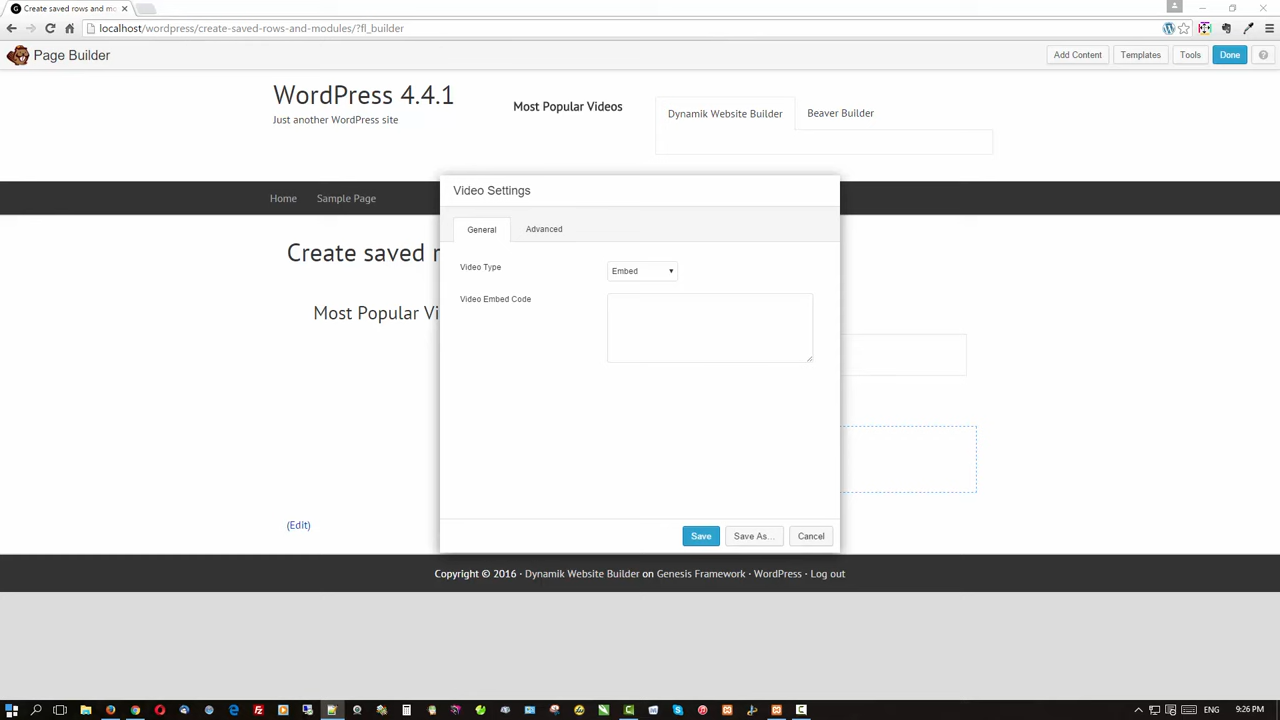 Create saved rows and mo
localhost/wordpress/create-saved-rows-and-modules/?fl_builder
Page Builder
Add Content
Templates
Tools
Done
?
WordPress 4.4.1
Just another WordPress site
Most Popular Videos
Dynamik Website Builder
Beaver Builder
Home
Sample Page
Create saved r
Most Popular Vi
Video Settings
General
Advanced
Video Type
Embed
Video Embed Code
Save
Save As...
Cancel
(Edit)
Copyright © 2016 · Dynamik Website Builder on Genesis Framework · WordPress · Log out
ENG
9:26 PM